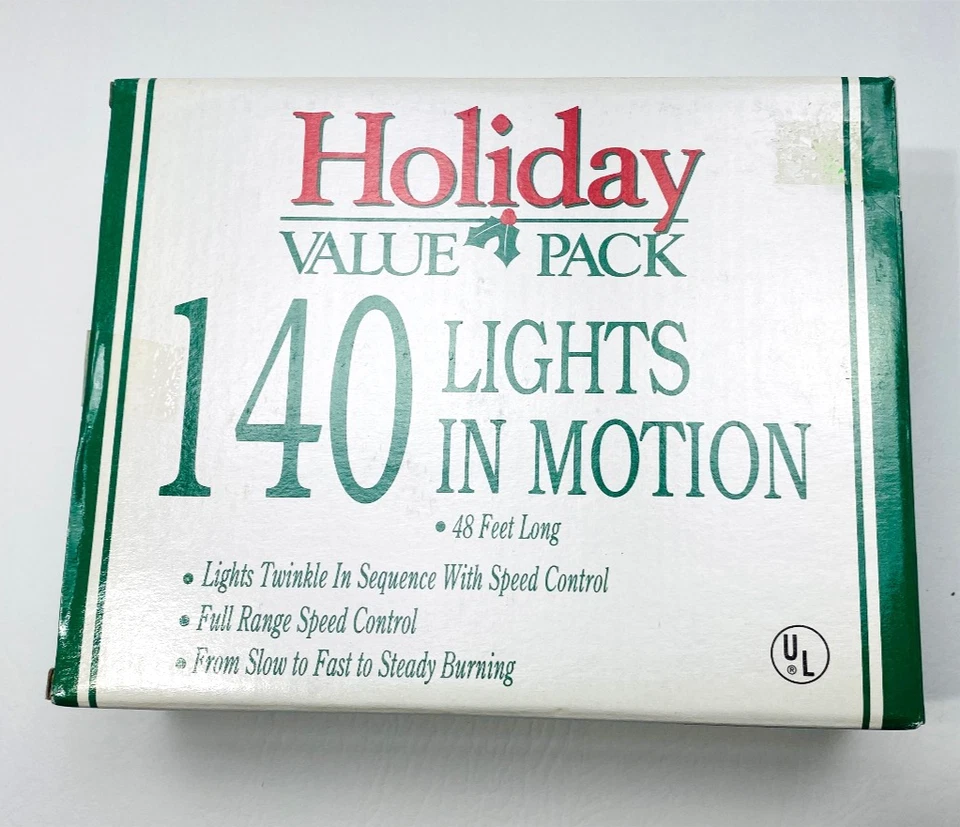 Holiday
VALUE PACK
140 LIGHTS
IN MOTION
• 48 Feet Long
• Lights Twinkle In Sequence With Speed Control
• Full Range Speed Control
• From Slow to Fast to Steady Burning
UL®